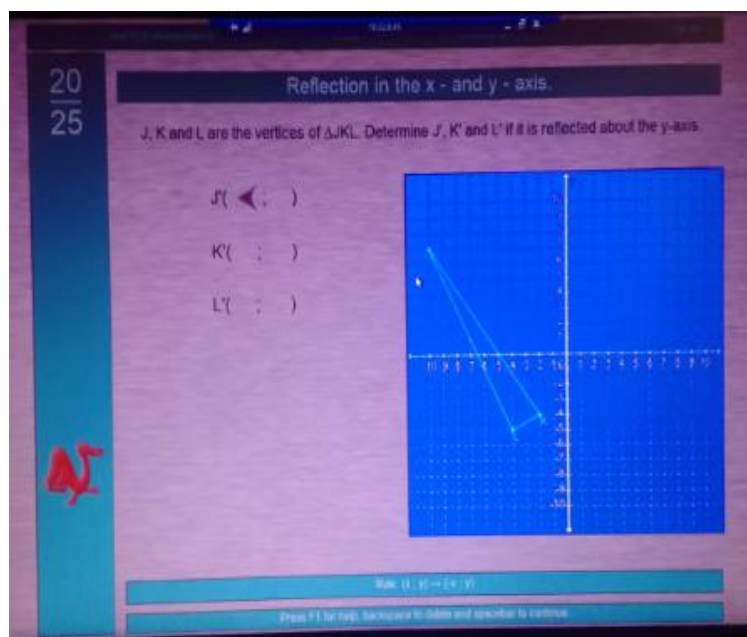 20
25
Reflection in the x - and y - axis.
J, K and L are the vertices of ΔJKL. Determine J', K' and L' if it is reflected about the y-axis.
J'( ; )
K'( ; )
L'( ; )
Press F1 for help, backspace to delete and spacebar to continue.